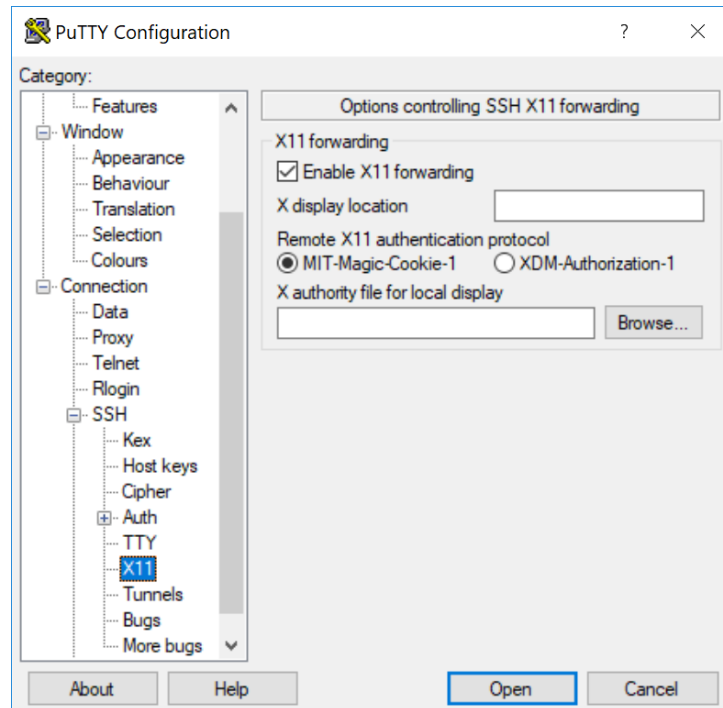 PuTTY Configuration
Category:
Features
Window
Appearance
Behaviour
Translation
Selection
Colours
Connection
Data
Proxy
Telnet
Rlogin
SSH
Kex
Host keys
Cipher
Auth
TTY
X11
Tunnels
Bugs
More bugs
Options controlling SSH X11 forwarding
X11 forwarding
Enable X11 forwarding
X display location
Remote X11 authentication protocol
MIT-Magic-Cookie-1 XDM-Authorization-1
X authority file for local display
Browse...
About Help Open Cancel